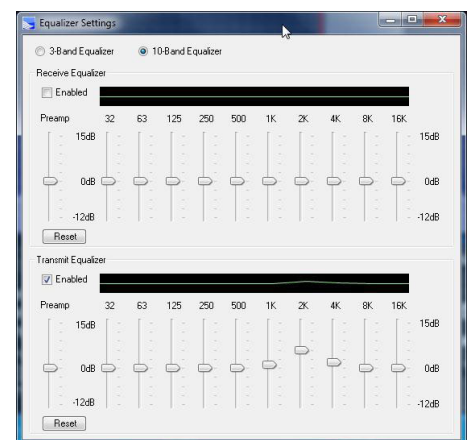 Equalizer Settings
3-Band Equalizer 10-Band Equalizer
Receive Equalizer
Enabled
Preamp 32 63 125 250 500 1K 2K 4K 8K 16K
15dB 15dB
0dB 0dB
-12dB -12dB
Reset
Transmit Equalizer
Enabled
Preamp 32 63 125 250 500 1K 2K 4K 8K 16K
15dB 15dB
0dB 0dB
-12dB -12dB
Reset